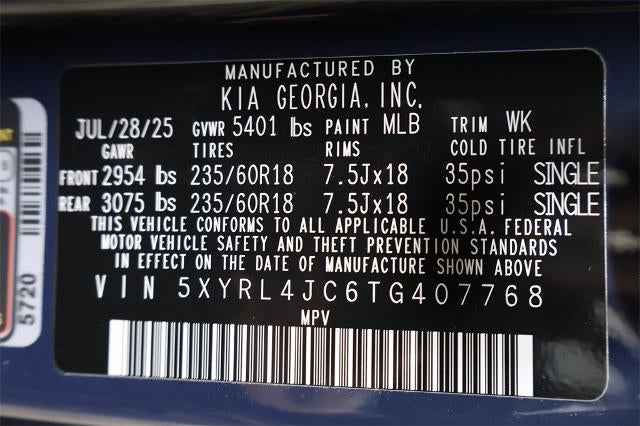 MANUFACTURED BY
KIA GEORGIA, INC.
JUL/28/25 GVWR 5401 lbs PAINT MLB TRIM WK
GAWR TIRES RIMS COLD TIRE INFL
FRONT 2954 lbs 235/60R18 7.5Jx18 35psi SINGLE
REAR 3075 lbs 235/60R18 7.5Jx18 35psi SINGLE
THIS VEHICLE CONFORMS TO ALL APPLICABLE U.S.A. FEDERAL
MOTOR VEHICLE SAFETY AND THEFT PREVENTION STANDARDS
IN EFFECT ON THE DATE OF MANUFACTURE SHOWN ABOVE
VIN 5XYRL4JC6TG407768
MPV
5720